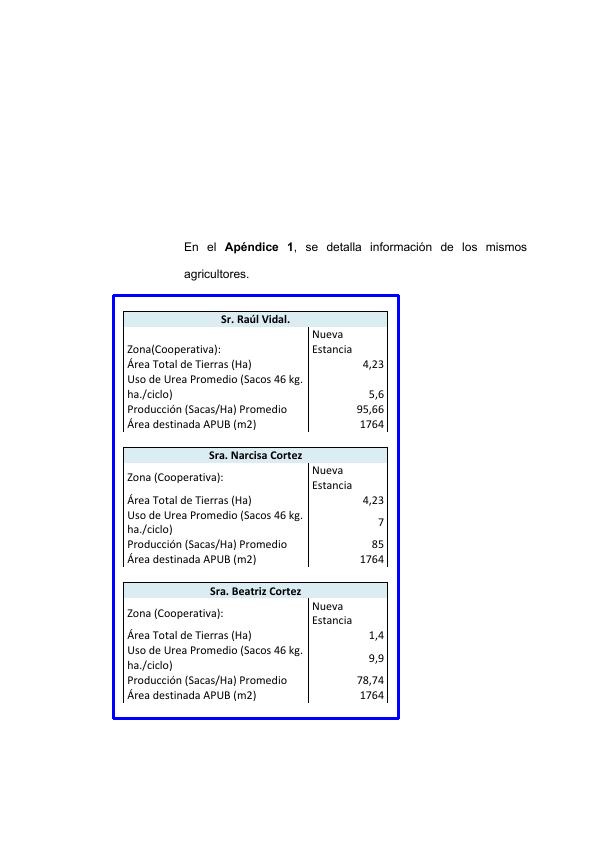 En el Apéndice 1, se detalla información de los mismos
agricultores.
Sr. Raúl Vidal.
Zona(Cooperativa): Nueva
Estancia
Área Total de Tierras (Ha) 4,23
Uso de Urea Promedio (Sacos 46 kg.
ha./ciclo) 5,6
Producción (Sacas/Ha) Promedio 95,66
Área destinada APUB (m2) 1764
Sra. Narcisa Cortez
Zona (Cooperativa): Nueva
Estancia
Área Total de Tierras (Ha) 4,23
Uso de Urea Promedio (Sacos 46 kg.
ha./ciclo) 7
Producción (Sacas/Ha) Promedio 85
Área destinada APUB (m2) 1764
Sra. Beatriz Cortez
Zona (Cooperativa): Nueva
Estancia
Área Total de Tierras (Ha) 1,4
Uso de Urea Promedio (Sacos 46 kg.
ha./ciclo) 9,9
Producción (Sacas/Ha) Promedio 78,74
Área destinada APUB (m2) 1764